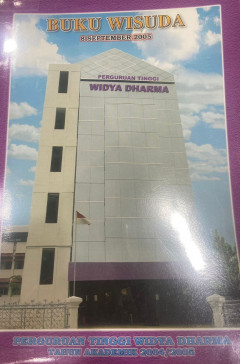 BUKU WISUDA
8 SEPTEMBER 2005
PERGURUAN TINGGI
WIDYA DHARMA
PERGURUAN TINGGI WIDYA DHARMA
TAHUN AKADEMIK 2004/2005